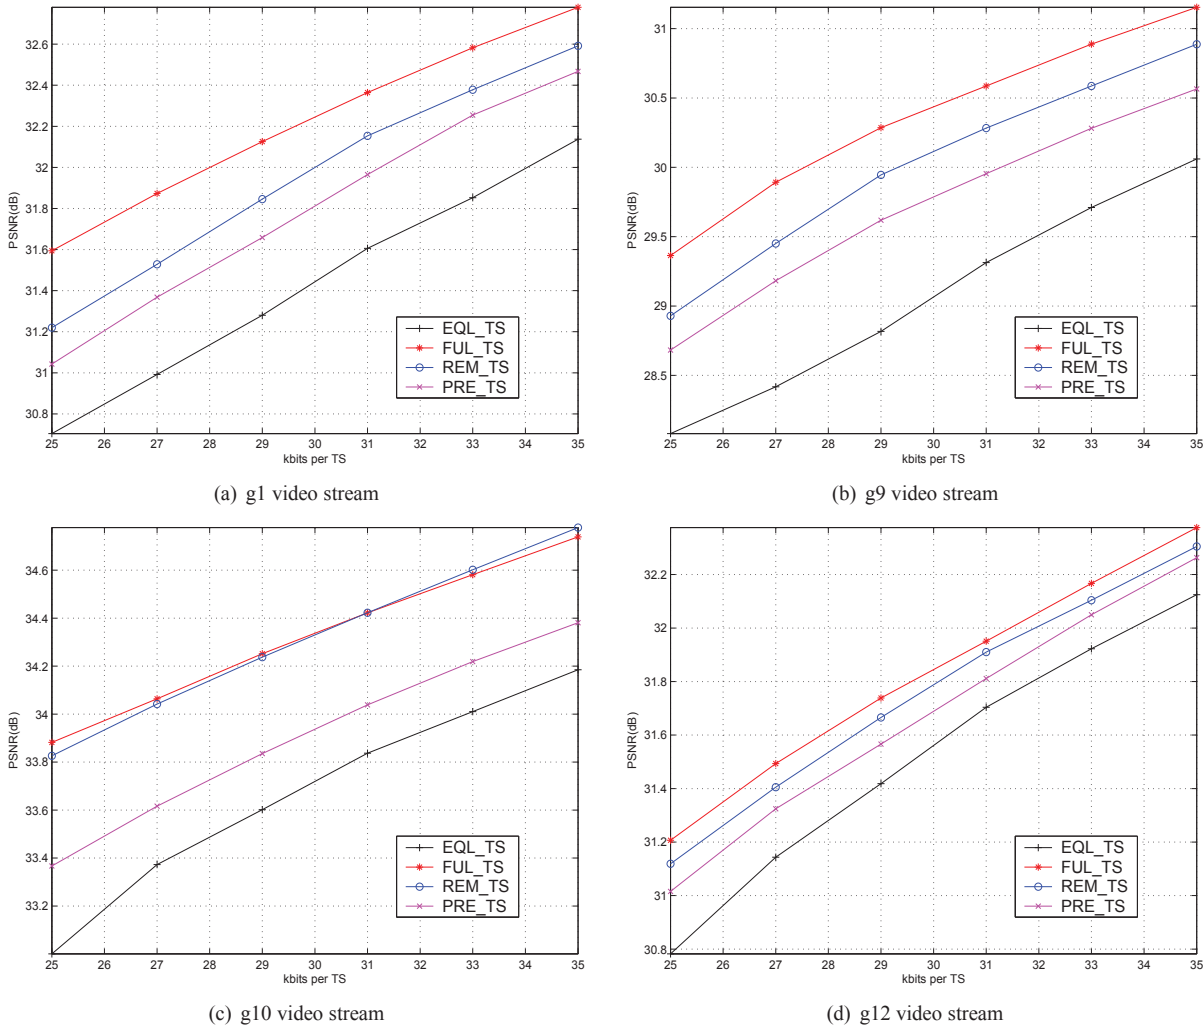 32.6
32.4
32.2
32
31.8
31.6
31.4
31.2
31
30.8
PSNR(dB)
EQL_TS
FUL_TS
REM_TS
PRE_TS
25 26 27 28 29 30 31 32 33 34 35
kbits per TS
(a) g1 video stream
31
30.5
30
29.5
29
28.5
PSNR(dB)
EQL_TS
FUL_TS
REM_TS
PRE_TS
25 26 27 28 29 30 31 32 33 34 35
kbits per TS
(b) g9 video stream
34.6
34.4
34.2
34
33.8
33.6
33.4
33.2
PSNR(dB)
EQL_TS
FUL_TS
REM_TS
PRE_TS
25 26 27 28 29 30 31 32 33 34 35
kbits per TS
(c) g10 video stream
32.2
32
31.8
31.6
31.4
31.2
31
30.8
PSNR(dB)
EQL_TS
FUL_TS
REM_TS
PRE_TS
25 26 27 28 29 30 31 32 33 34 35
kbits per TS
(d) g12 video stream